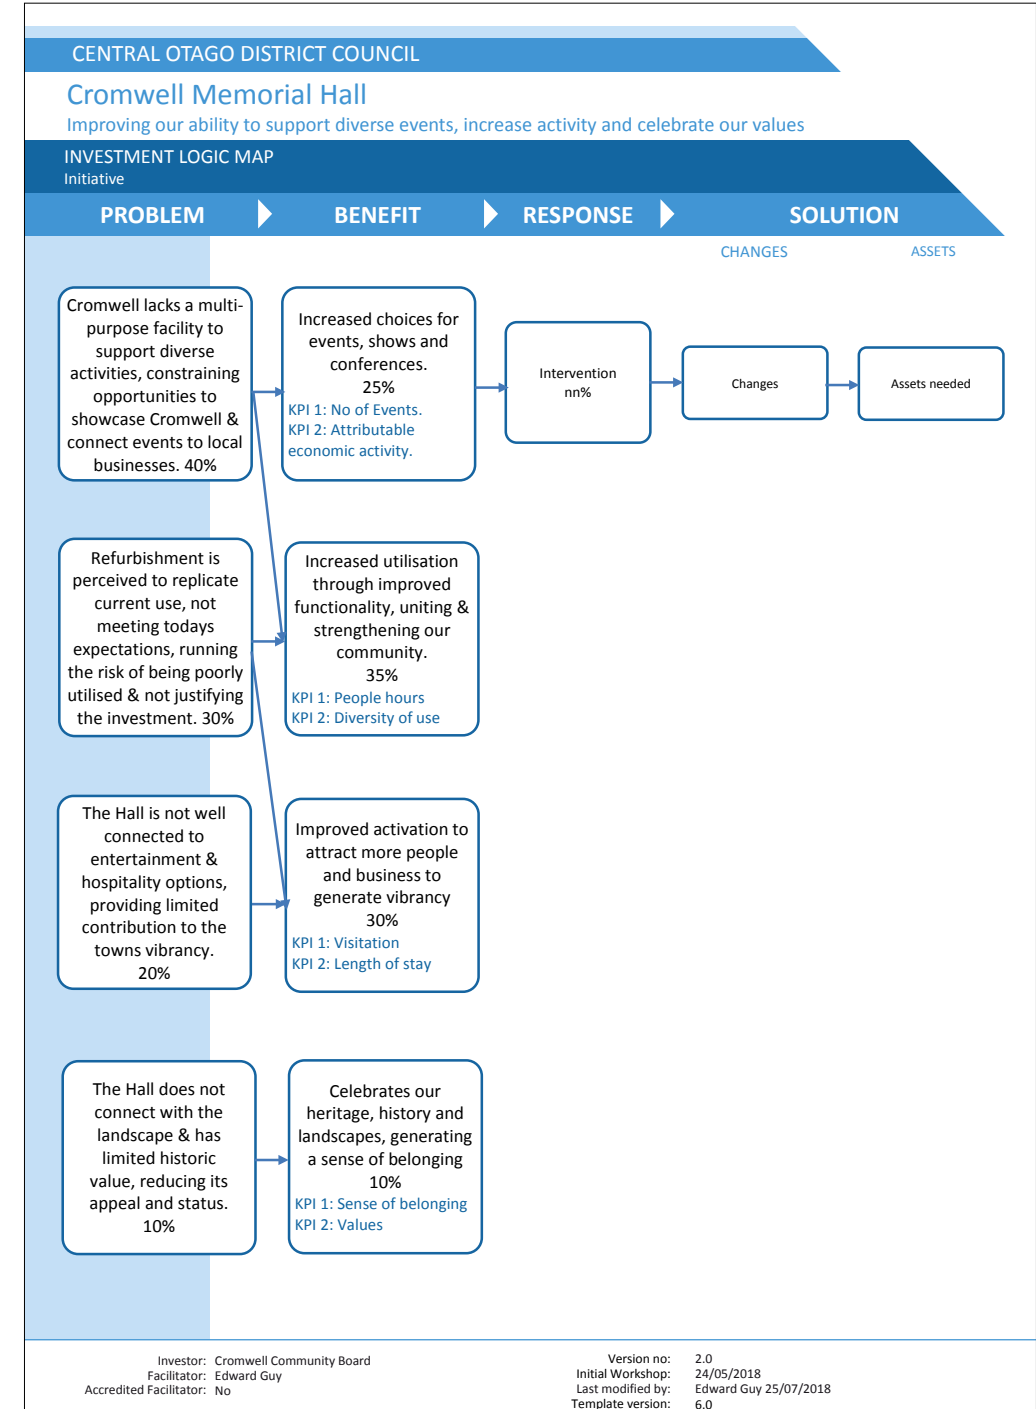 CENTRAL OTAGO DISTRICT COUNCIL
Cromwell Memorial Hall
Improving our ability to support diverse events, increase activity and celebrate our values
INVESTMENT LOGIC MAP
Initiative
PROBLEM
BENEFIT
RESPONSE
SOLUTION
CHANGES
ASSETS
Cromwell lacks a multi-
purpose facility to
support diverse
activities, constraining
opportunities to
showcase Cromwell &
connect events to local
businesses. 40%
Increased choices for
events, shows and
conferences.
25%
KPI 1: No of Events.
KPI 2: Attributable
economic activity.
Intervention
nn%
Changes
Assets needed
Refurbishment is
perceived to replicate
current use, not
meeting todays
expectations, running
the risk of being poorly
utilised & not justifying
the investment. 30%
Increased utilisation
through improved
functionality, uniting &
strengthening our
community.
35%
KPI 1: People hours
KPI 2: Diversity of use
The Hall is not well
connected to
entertainment &
hospitality options,
providing limited
contribution to the
towns vibrancy.
20%
Improved activation to
attract more people
and business to
generate vibrancy
30%
KPI 1: Visitation
KPI 2: Length of stay
The Hall does not
connect with the
landscape & has
limited historic
value, reducing its
appeal and status.
10%
Celebrates our
heritage, history and
landscapes, generating
a sense of belonging
10%
KPI 1: Sense of belonging
KPI 2: Values
Investor: Cromwell Community Board
Facilitator: Edward Guy
Accredited Facilitator: No
Version no: 2.0
Initial Workshop: 24/05/2018
Last modified by: Edward Guy 25/07/2018
Template version: 6.0